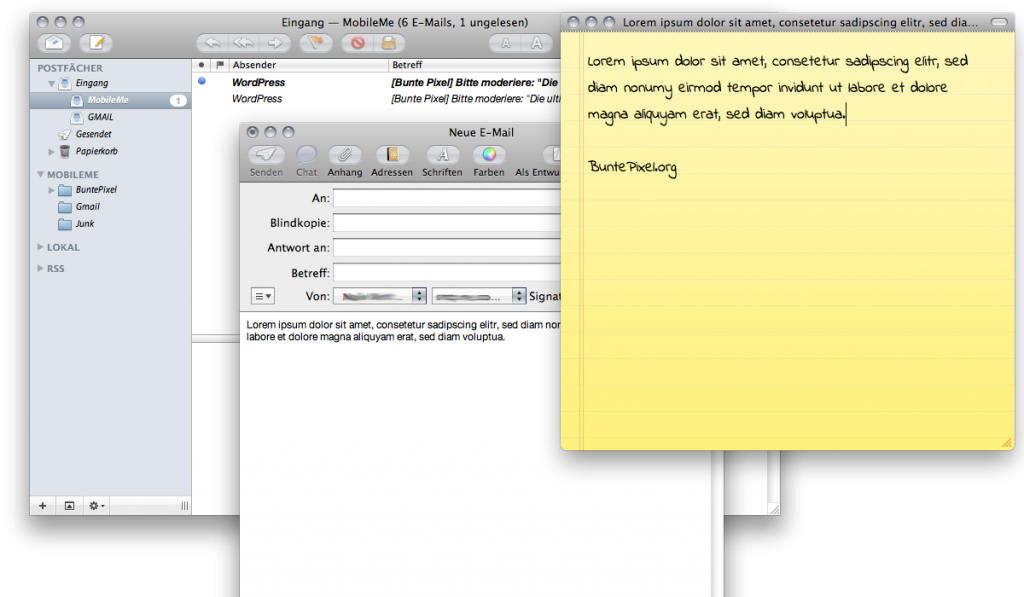 Eingang — MobileMe (6 E-Mails, 1 ungelesen)
A A
POSTFÄCHER
Eingang
MobileMe 1
GMAIL
Gesendet
Papierkorb
MOBILEME
BuntePixel
Gmail
Junk
LOKAL
RSS
Absender Betreff
WordPress [Bunte Pixel] Bitte moderiere: "Die
WordPress [Bunte Pixel] Bitte moderiere: "Die ulti
Neue E-Mail
Senden Chat Anhang Adressen Schriften Farben Als Entwu
An:
Blindkopie:
Antwort an:
Betreff:
Von: Signat
Lorem ipsum dolor sit amet, consetetur sadipscing elitr, sed diam non
labore et dolore magna aliquyam erat, sed diam voluptua.
Lorem ipsum dolor sit amet, consetetur sadipscing elitr, sed dia...
Lorem ipsum dolor sit amet, consetetur sadipscing elitr, sed
diam nonumy eirmod tempor invidunt ut labore et dolore
magna aliquyam erat, sed diam voluptua.
BuntePixel.org